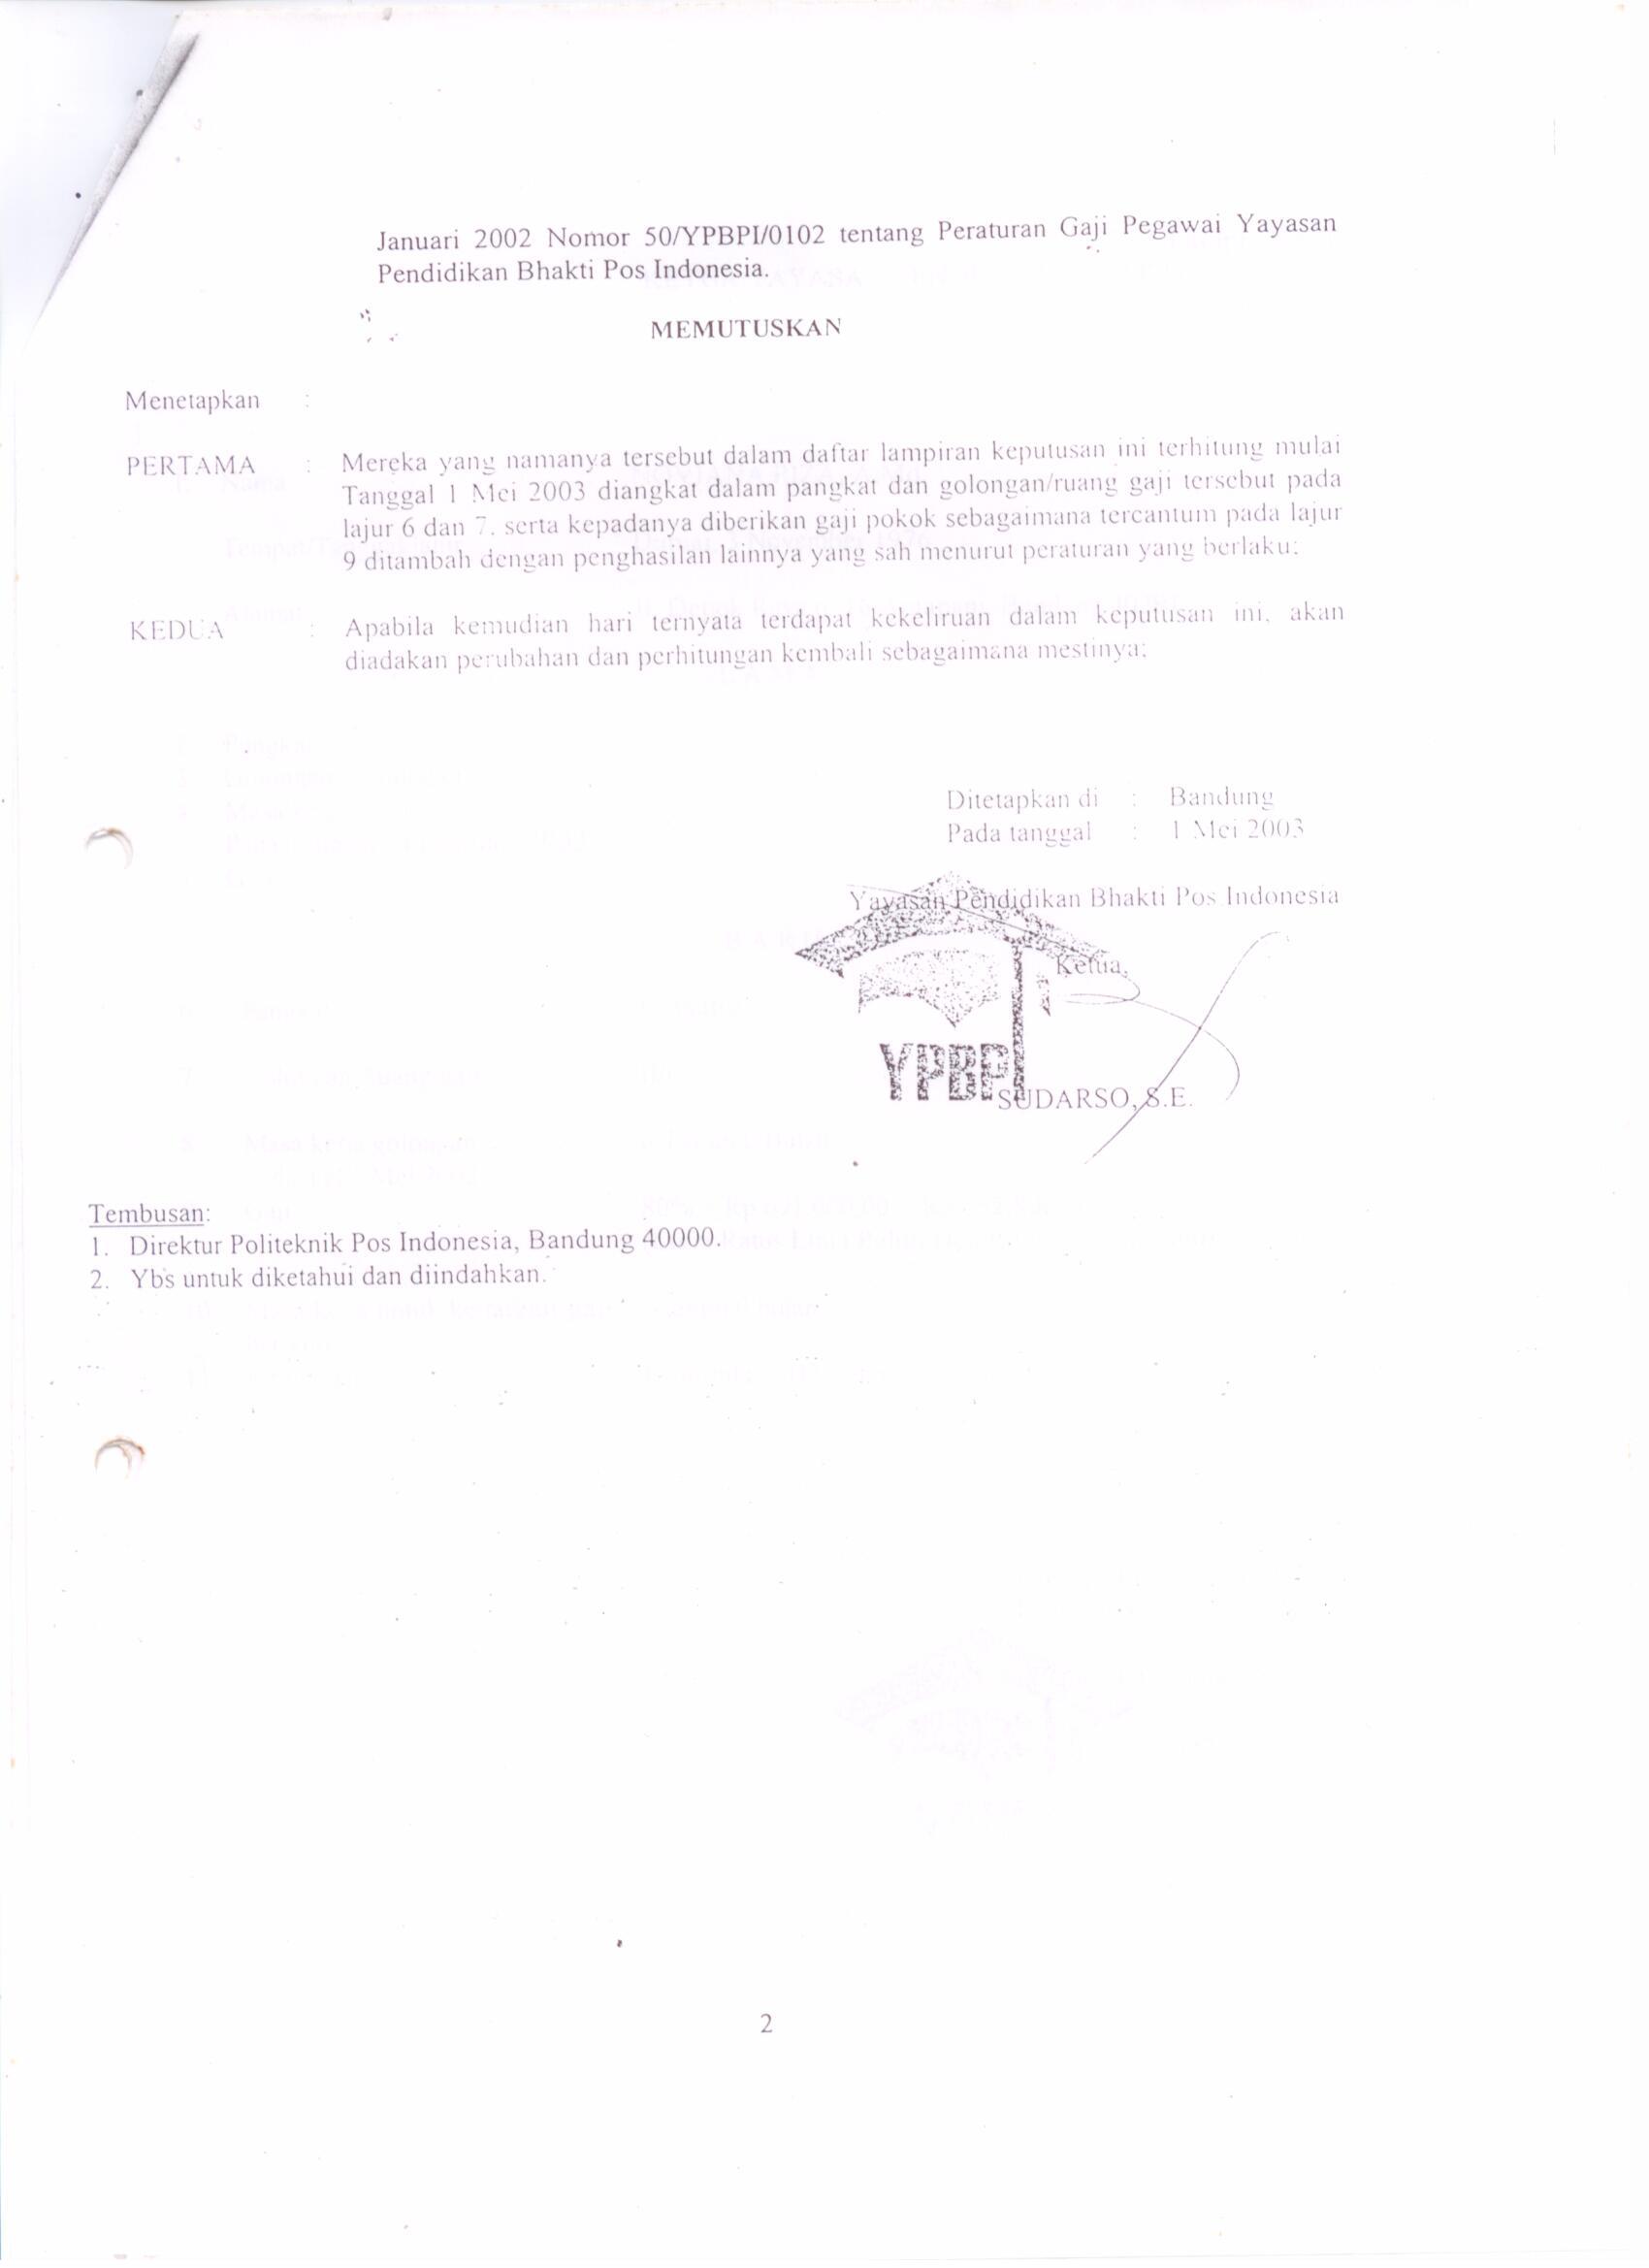 Januari 2002 Nomor 50/YPBPI/0102 tentang Peraturan Gaji Pegawai Yayasan
Pendidikan Bhakti Pos Indonesia.
MEMUTUSKAN
Menetapkan :
PERTAMA : Mereka yang namanya tersebut dalam daftar lampiran keputusan ini terhitung mulai
Tanggal 1 Mei 2003 diangkat dalam pangkat dan golongan/ruang gaji tersebut pada
lajur 6 dan 7. serta kepadanya diberikan gaji pokok sebagaimana tercantum pada lajur
9 ditambah dengan penghasilan lainnya yang sah menurut peraturan yang berlaku;
KEDUA : Apabila kemudian hari ternyata terdapat kekeliruan dalam keputusan ini, akan
diadakan perubahan dan perhitungan kembali sebagaimana mestinya;
Ditetapkan di : Bandung
Pada tanggal : 1 Mei 2003
Yayasan Pendidikan Bhakti Pos Indonesia
Ketua,
YPBPI
SUDARSO, S.E.
Tembusan:
1. Direktur Politeknik Pos Indonesia, Bandung 40000.
2. Ybs untuk diketahui dan diindahkan.
2